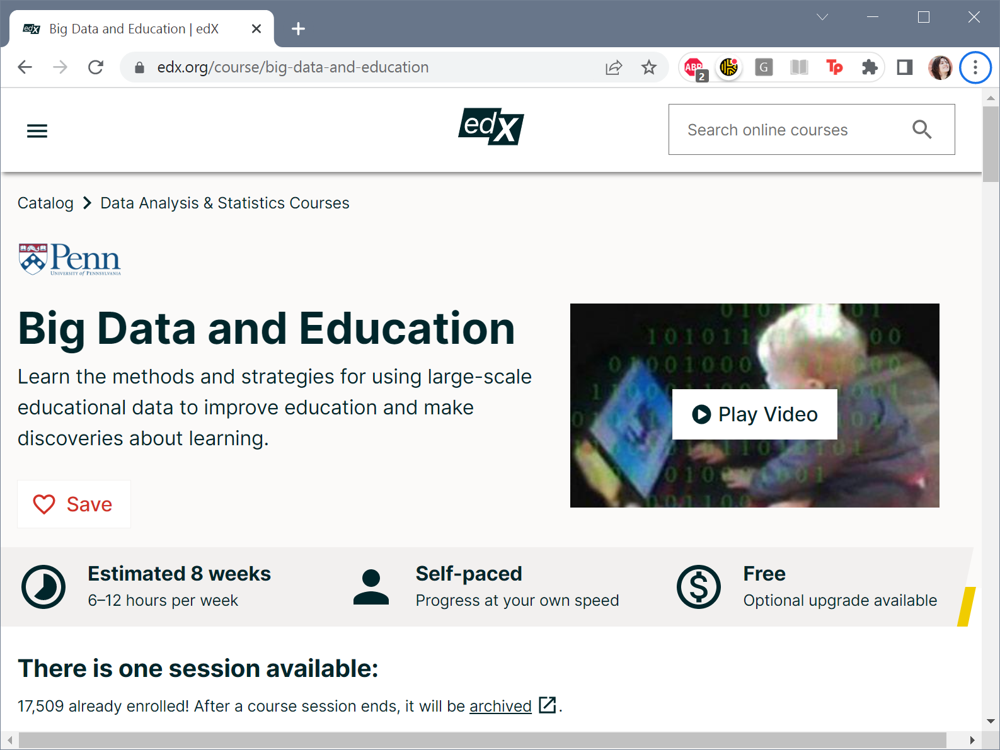 edX Big Data and Education | edX
edx.org/course/big-data-and-education
ABP
2
G
Tp
edX
Search online courses
Catalog
Data Analysis & Statistics Courses
Penn
UNIVERSITY of PENNSYLVANIA
Big Data and Education
Learn the methods and strategies for using large-scale
educational data to improve education and make
discoveries about learning.
Play Video
Save
Estimated 8 weeks
6–12 hours per week
Self-paced
Progress at your own speed
Free
Optional upgrade available
There is one session available:
17,509 already enrolled! After a course session ends, it will be archived.